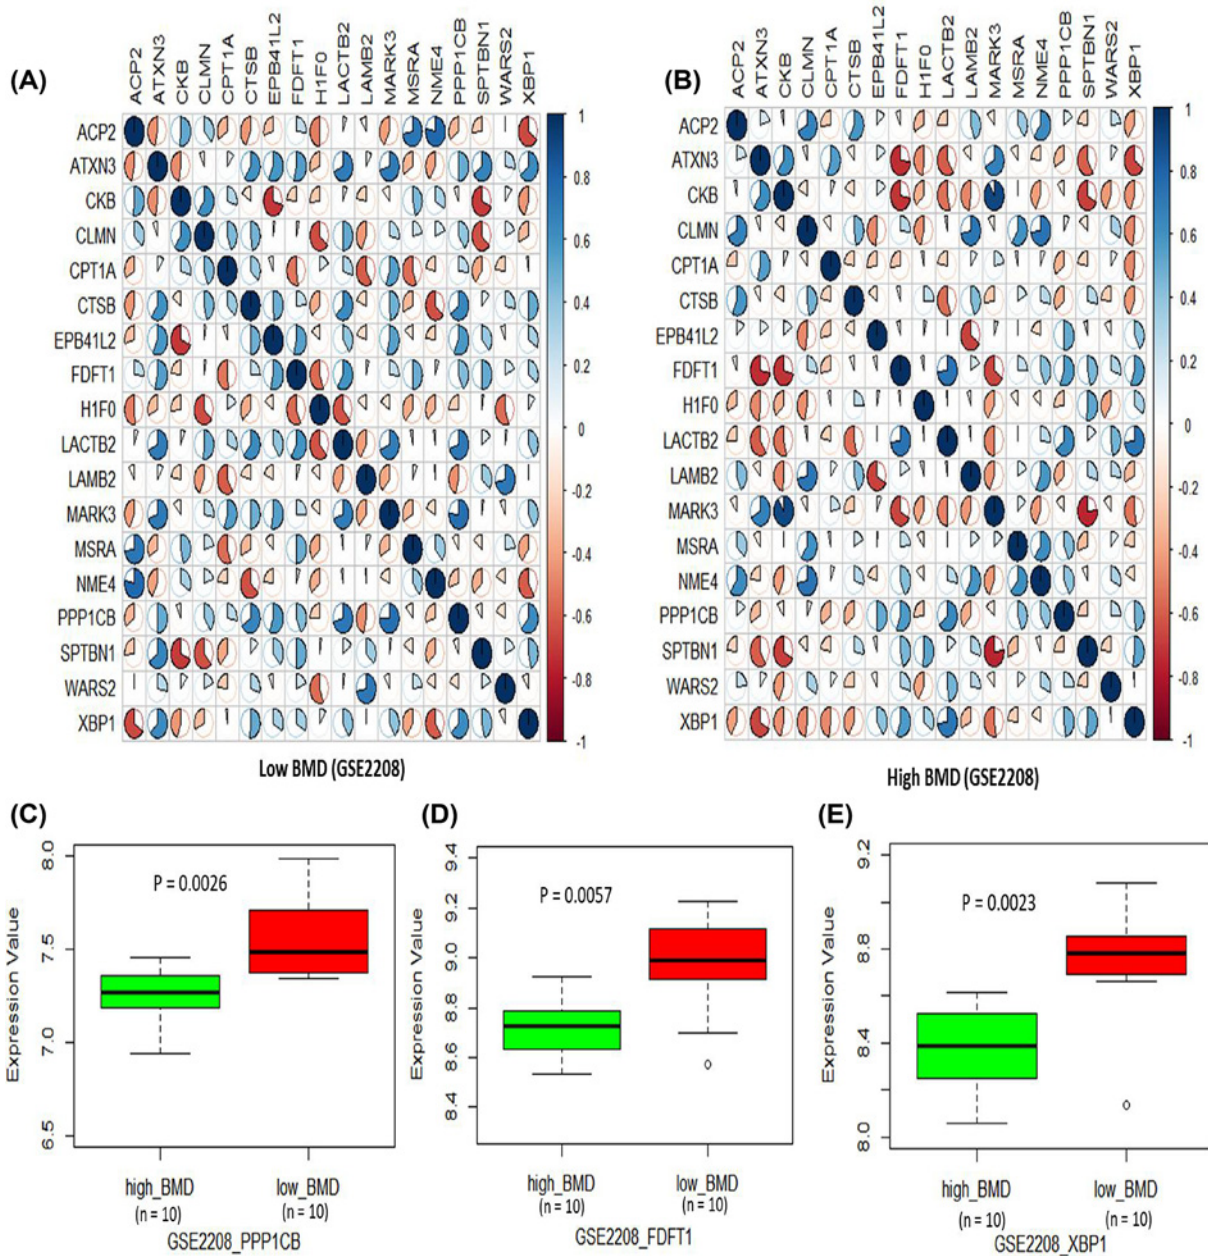 (A)
ACP2
ATXN3
CKB
CLMN
CPT1A
CTSB
EPB41L2
FDFT1
H1F0
LACTB2
LAMB2
MARK3
MSRA
NME4
PPP1CB
SPTBN1
WARS2
XBP1
ACP2
ATXN3
CKB
CLMN
CPT1A
CTSB
EPB41L2
FDFT1
H1F0
LACTB2
LAMB2
MARK3
MSRA
NME4
PPP1CB
SPTBN1
WARS2
XBP1
1
0.8
0.6
0.4
0.2
0
-0.2
-0.4
-0.6
-0.8
-1
Low BMD (GSE2208)
(B)
ACP2
ATXN3
CKB
CLMN
CPT1A
CTSB
EPB41L2
FDFT1
H1F0
LACTB2
LAMB2
MARK3
MSRA
NME4
PPP1CB
SPTBN1
WARS2
XBP1
ACP2
ATXN3
CKB
CLMN
CPT1A
CTSB
EPB41L2
FDFT1
H1F0
LACTB2
LAMB2
MARK3
MSRA
NME4
PPP1CB
SPTBN1
WARS2
XBP1
1
0.8
0.6
0.4
0.2
0
-0.2
-0.4
-0.6
-0.8
-1
High BMD (GSE2208)
(C)
Expression Value
8.0
7.5
7.0
6.5
P = 0.0026
high_BMD
(n = 10)
low_BMD
(n = 10)
GSE2208_PPP1CB
(D)
Expression Value
9.4
9.2
9.0
8.8
8.6
8.4
P = 0.0057
high_BMD
(n = 10)
low_BMD
(n = 10)
GSE2208_FDFT1
(E)
Expression Value
9.2
8.8
8.4
8.0
P = 0.0023
high_BMD
(n = 10)
low_BMD
(n = 10)
GSE2208_XBP1